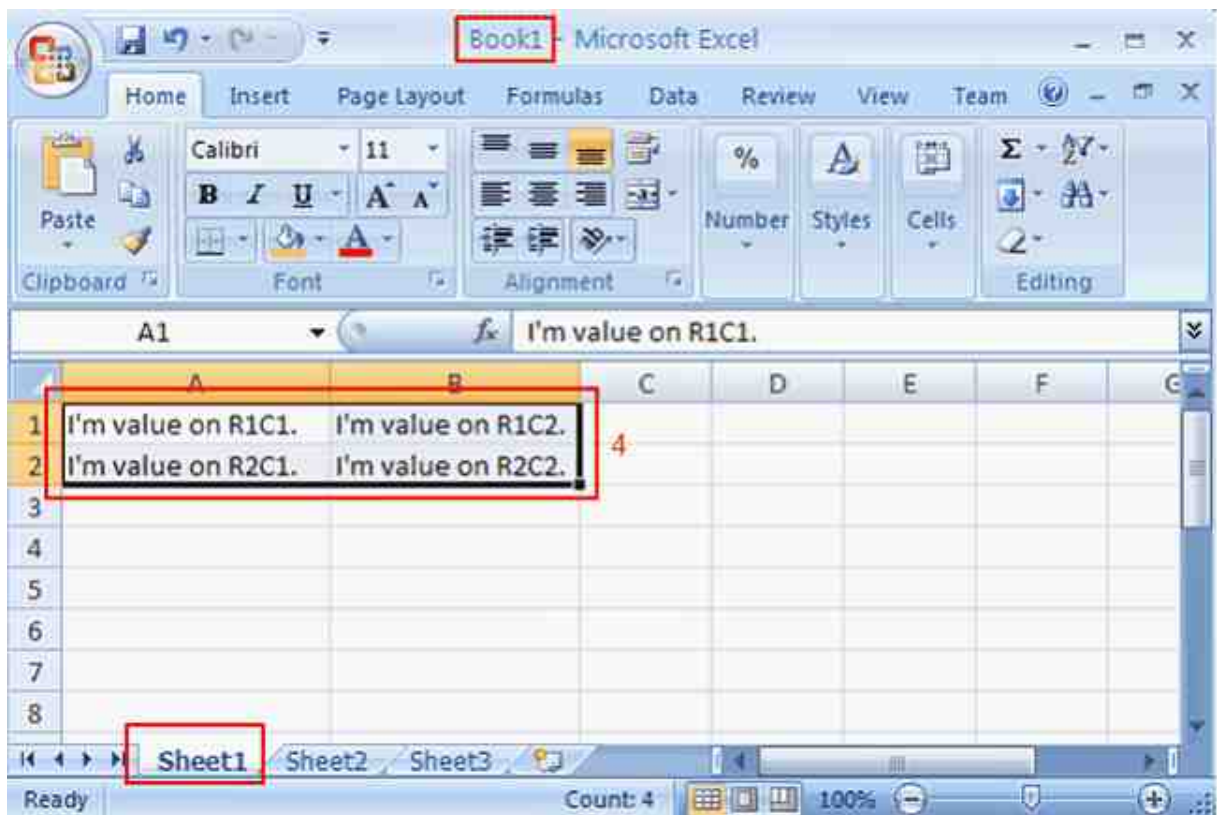 Book1 - Microsoft Excel
Home Insert Page Layout Formulas Data Review View Team
Calibri 11
B I U A A
% A
Σ
Paste Number Styles Cells
Clipboard Font Alignment Editing
A1 fx I'm value on R1C1.
A B C D E F G
1 I'm value on R1C1. I'm value on R1C2.
4
2 I'm value on R2C1. I'm value on R2C2.
3
4
5
6
7
8
Sheet1 Sheet2 Sheet3
Ready Count: 4 100%